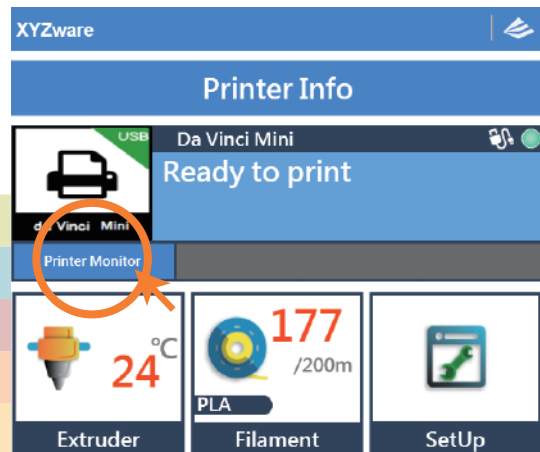 XYZware
Printer Info
USB
Da Vinci Mini
Ready to print
da Vinci Mini
Printer Monitor
24 °C
177
/200m
PLA
Extruder
Filament
SetUp